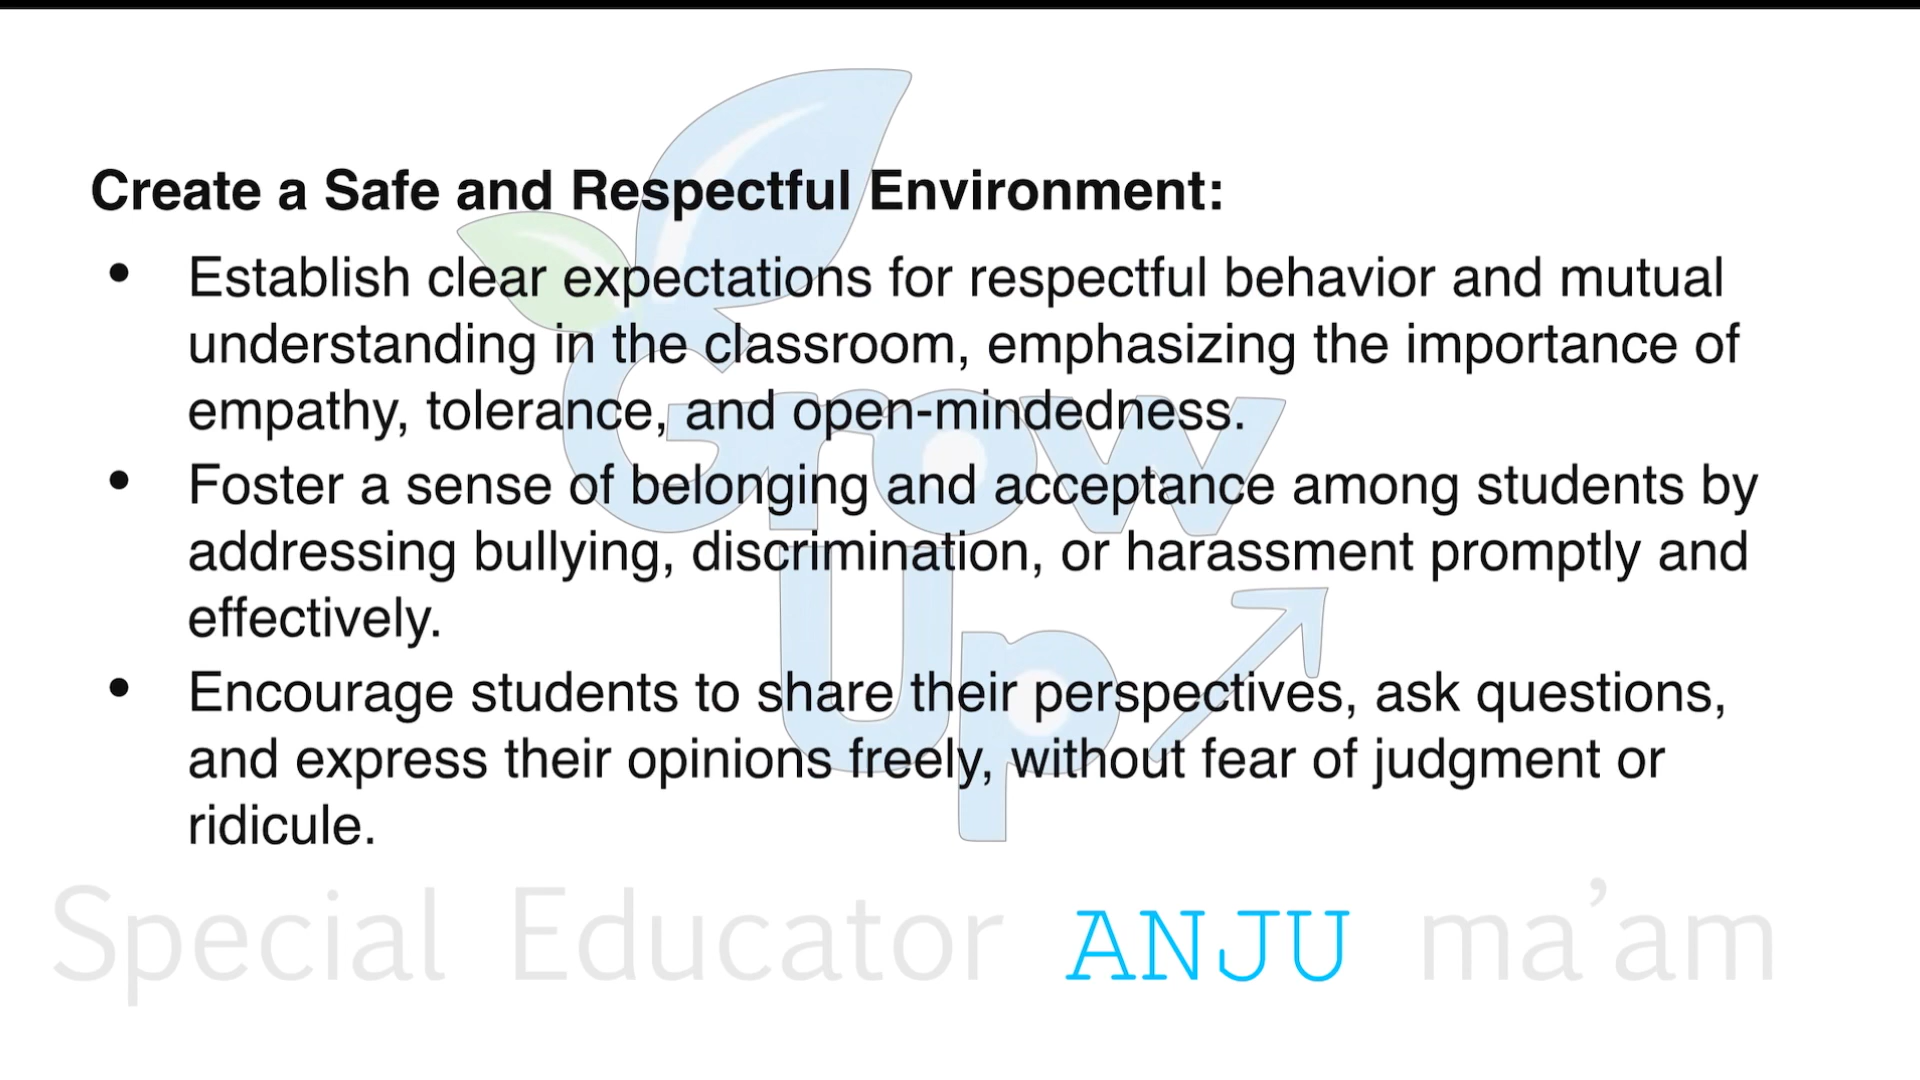 Create a Safe and Respectful Environment:
• Establish clear expectations for respectful behavior and mutual
understanding in the classroom, emphasizing the importance of
empathy, tolerance, and open-mindedness.
• Foster a sense of belonging and acceptance among students by
addressing bullying, discrimination, or harassment promptly and
effectively.
• Encourage students to share their perspectives, ask questions,
and express their opinions freely, without fear of judgment or
ridicule.
Grow
Up
Special Educator ANJU ma’am